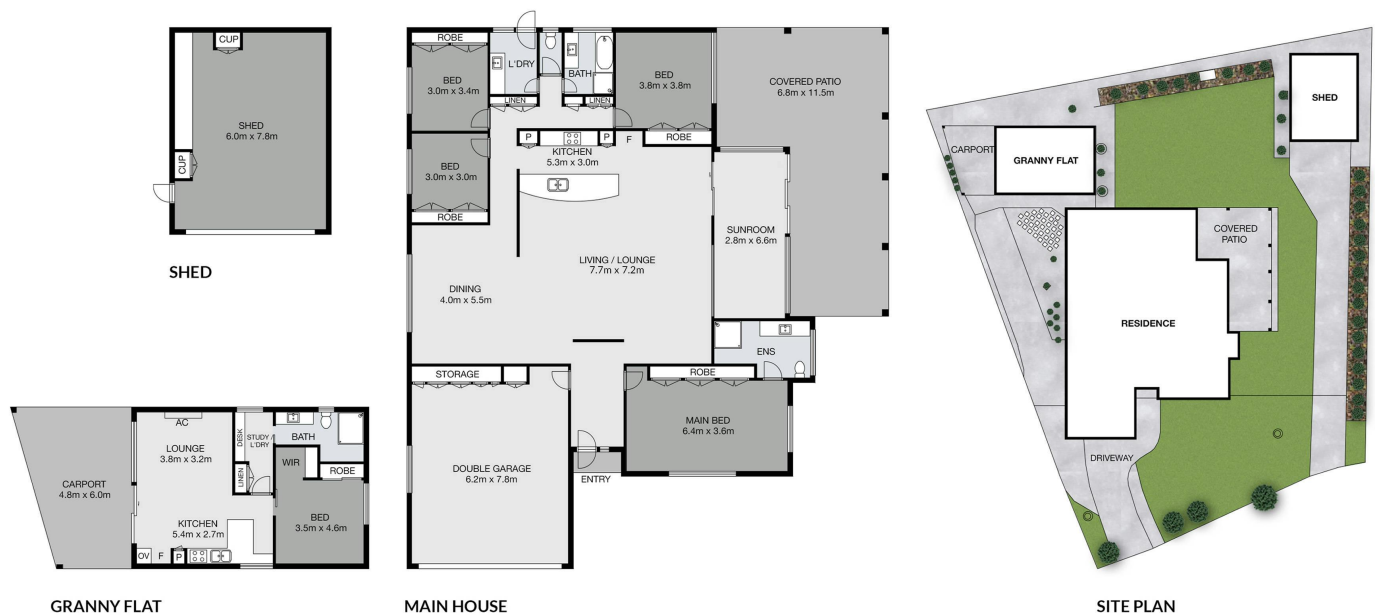 CUP
SHED
6.0m x 7.8m
CUP
SHED
AC
LOUNGE
3.8m x 3.2m
DESK
STUDY /
L'DRY
BATH
LINEN
WIR
ROBE
CARPORT
4.8m x 6.0m
KITCHEN
5.4m x 2.7m
BED
3.5m x 4.6m
OV
F
P
GRANNY FLAT
ROBE
BED
3.0m x 3.4m
L'DRY
BATH
BED
3.8m x 3.8m
COVERED PATIO
6.8m x 11.5m
LINEN
LINEN
P
P
F
ROBE
KITCHEN
5.3m x 3.0m
BED
3.0m x 3.0m
ROBE
SUNROOM
2.8m x 6.6m
LIVING / LOUNGE
7.7m x 7.2m
DINING
4.0m x 5.5m
ENS
STORAGE
ROBE
MAIN BED
6.4m x 3.6m
DOUBLE GARAGE
6.2m x 7.8m
ENTRY
MAIN HOUSE
SHED
CARPORT
GRANNY FLAT
COVERED
PATIO
RESIDENCE
DRIVEWAY
SITE PLAN